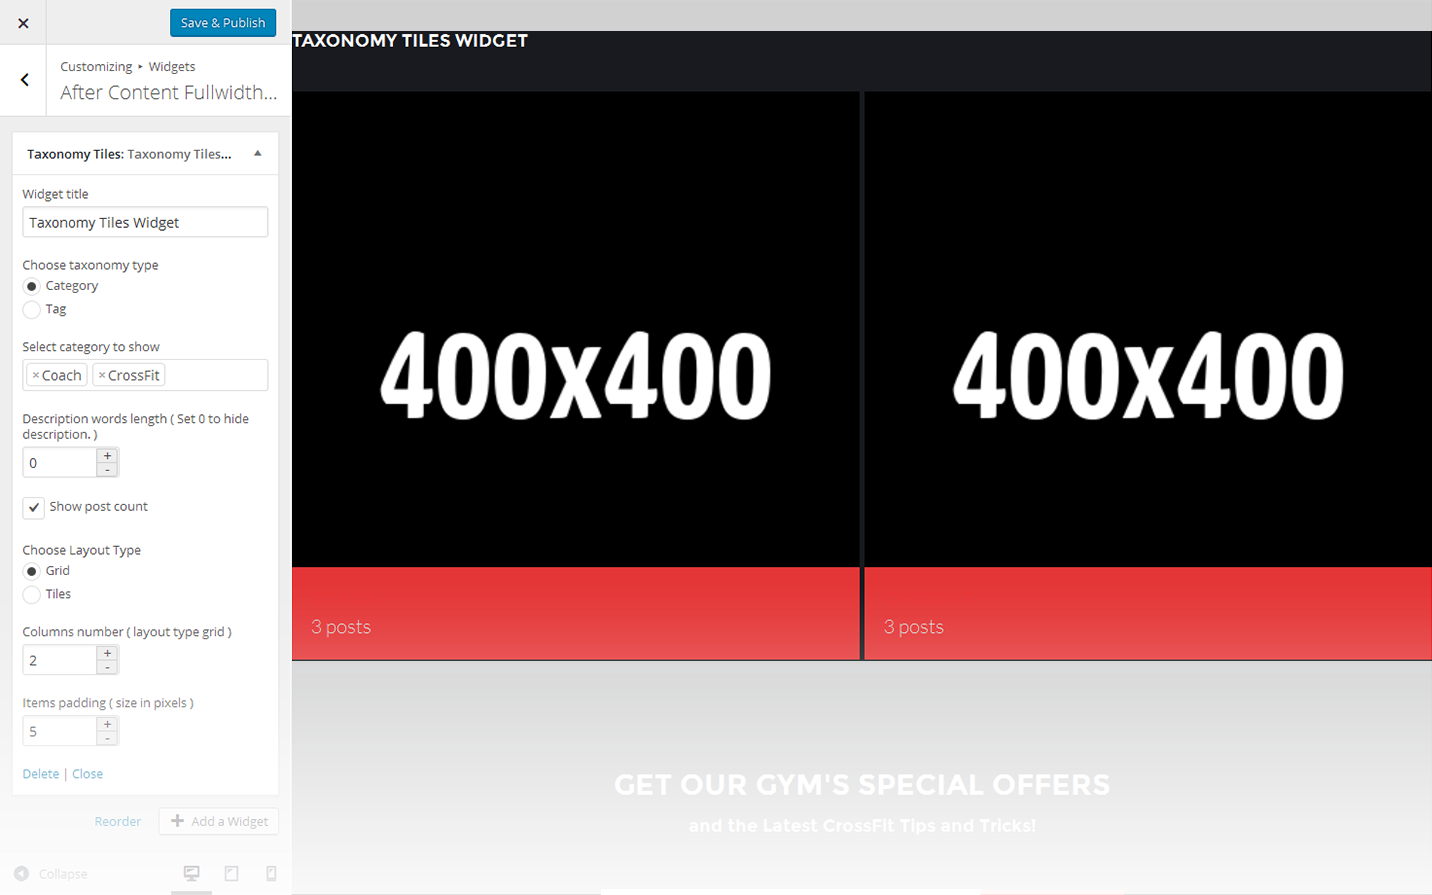 Save & Publish
Customizing ▸ Widgets
After Content Fullwidth...
Taxonomy Tiles: Taxonomy Tiles...
Widget title
Taxonomy Tiles Widget
Choose taxonomy type
Category
Tag
Select category to show
× Coach × CrossFit
Description words length ( Set 0 to hide
description. )
0
+
-
Show post count
Choose Layout Type
Grid
Tiles
Columns number ( layout type grid )
2
+
-
Items padding ( size in pixels )
5
+
-
Delete | Close
Reorder
Add a Widget
Collapse
TAXONOMY TILES WIDGET
400x400
400x400
3 posts
3 posts
GET OUR GYM'S SPECIAL OFFERS
and the Latest CrossFit Tips and Tricks!